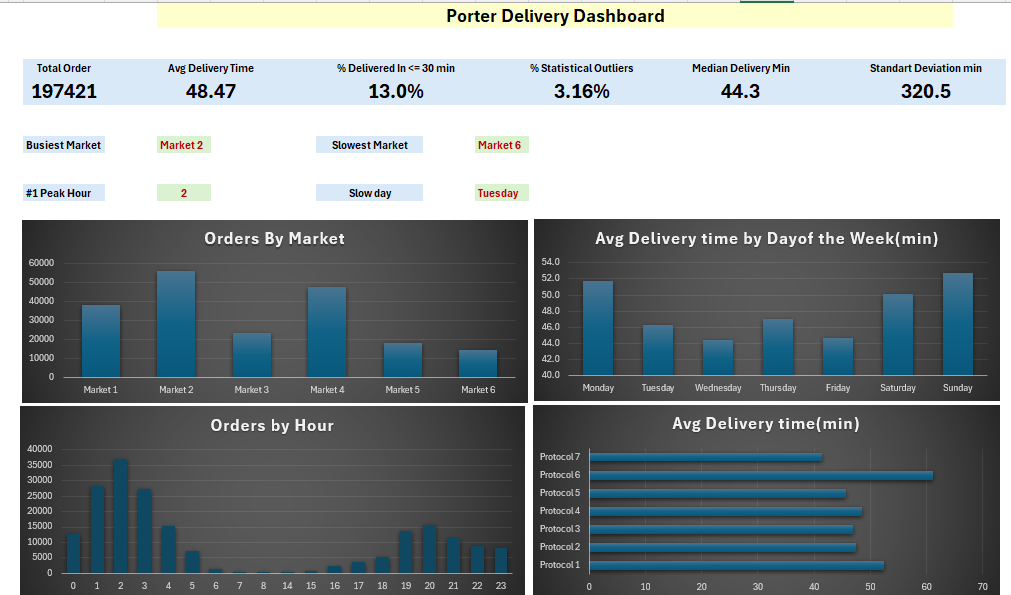 Porter Delivery Dashboard
Total Order Avg Delivery Time % Delivered In <= 30 min % Statistical Outliers Median Delivery Min Standart Deviation min
197421 48.47 13.0% 3.16% 44.3 320.5
Busiest Market Market 2 Slowest Market Market 6
#1 Peak Hour 2 Slow day Tuesday
Orders By Market
60000
50000
40000
30000
20000
10000
0
Market 1 Market 2 Market 3 Market 4 Market 5 Market 6
Avg Delivery time by Dayof the Week(min)
54.0
52.0
50.0
48.0
46.0
44.0
42.0
40.0
Monday Tuesday Wednesday Thursday Friday Saturday Sunday
Orders by Hour
40000
35000
30000
25000
20000
15000
10000
5000
0
0 1 2 3 4 5 6 7 8 14 15 16 17 18 19 20 21 22 23
Avg Delivery time(min)
Protocol 7
Protocol 6
Protocol 5
Protocol 4
Protocol 3
Protocol 2
Protocol 1
0 10 20 30 40 50 60 70